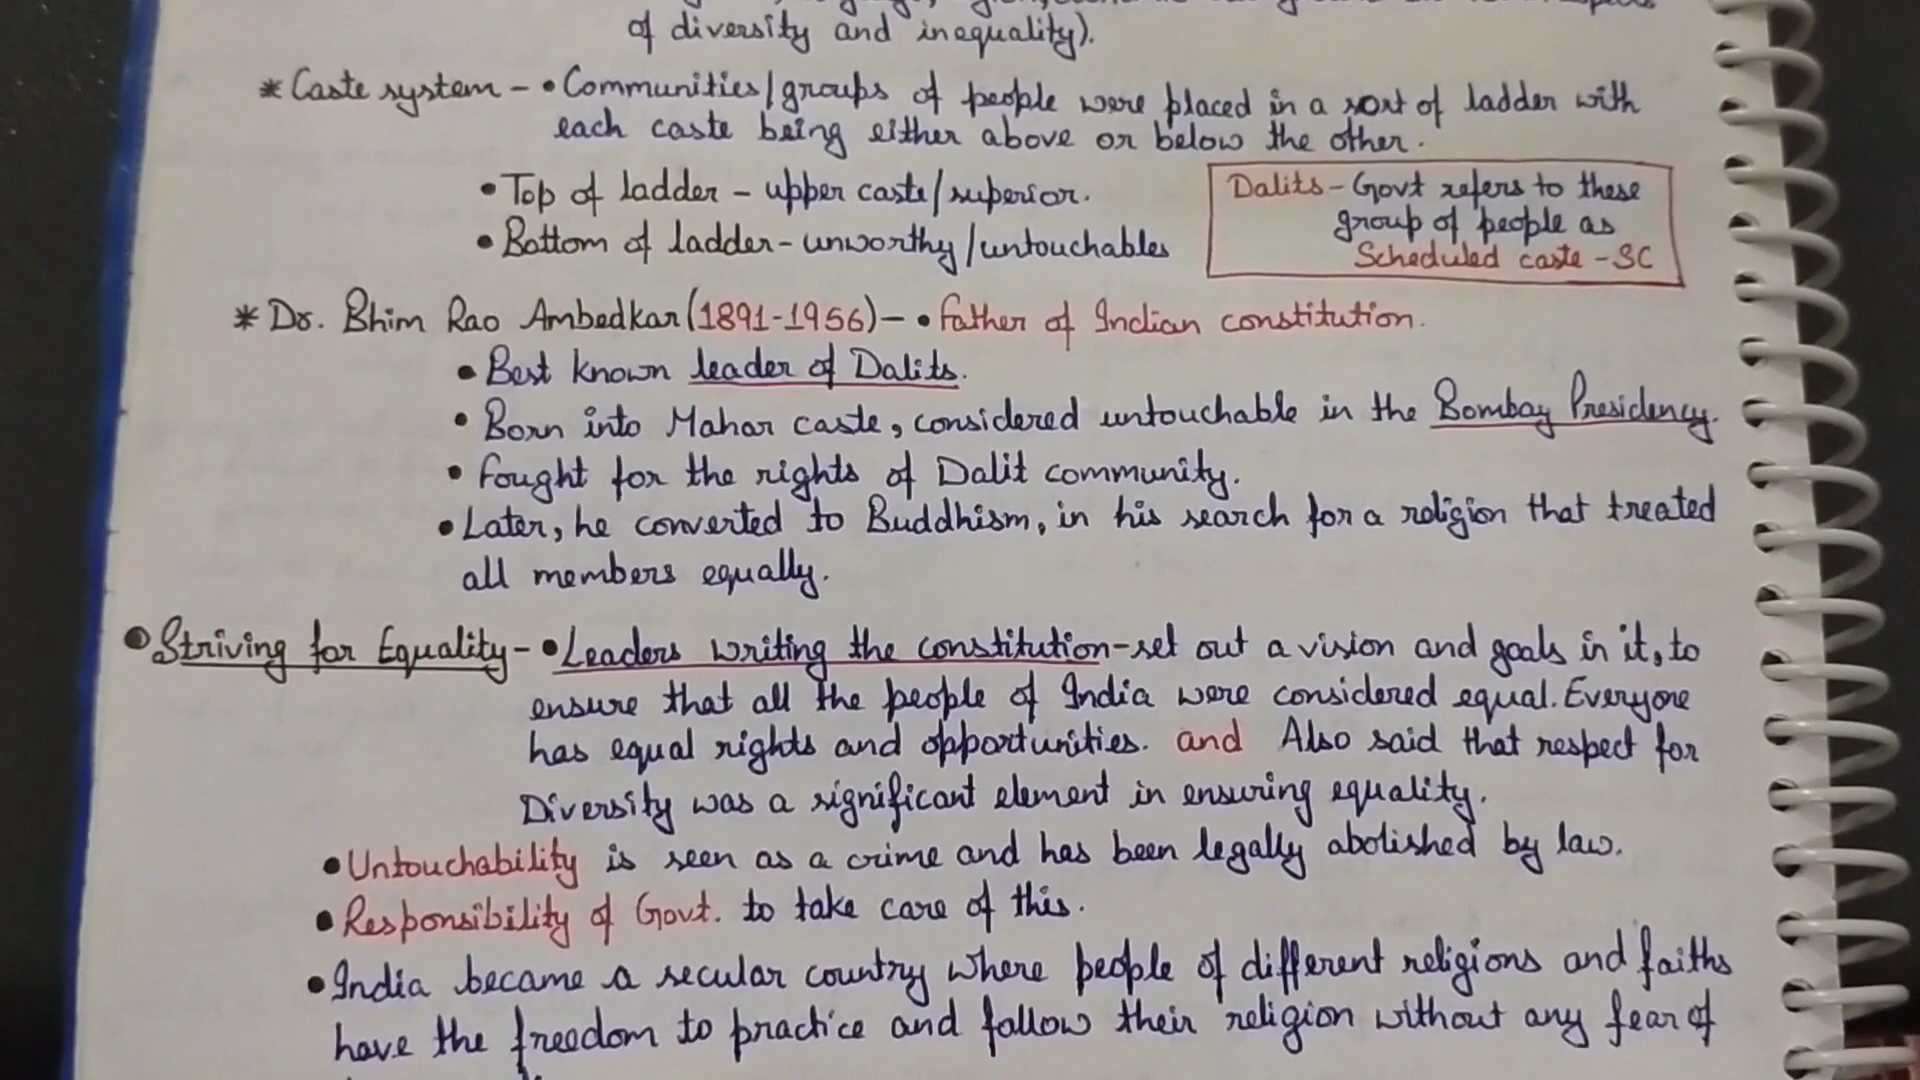 of diversity and inequality).
* Caste system - • Communities/groups of people were placed in a sort of ladder with
each caste being either above or below the other.
• Top of ladder - upper caste/superior.
• Bottom of ladder - unworthy/untouchables
Dalits - Govt refers to these
group of people as
Scheduled caste - SC
* Dr. Bhim Rao Ambedkar (1891-1956) - • Father of Indian constitution.
• Best known leader of Dalits.
• Born into Mahar caste, considered untouchable in the Bombay Presidency.
• Fought for the rights of Dalit community.
• Later, he converted to Buddhism, in his search for a religion that treated
all members equally.
• Striving for Equality - • Leaders writing the constitution - set out a vision and goals in it, to
ensure that all the people of India were considered equal. Everyone
has equal rights and opportunities. and Also said that respect for
Diversity was a significant element in ensuring equality.
• Untouchability is seen as a crime and has been legally abolished by law.
• Responsibility of Govt. to take care of this.
• India became a secular country where people of different religions and faiths
have the freedom to practice and follow their religion without any fear of